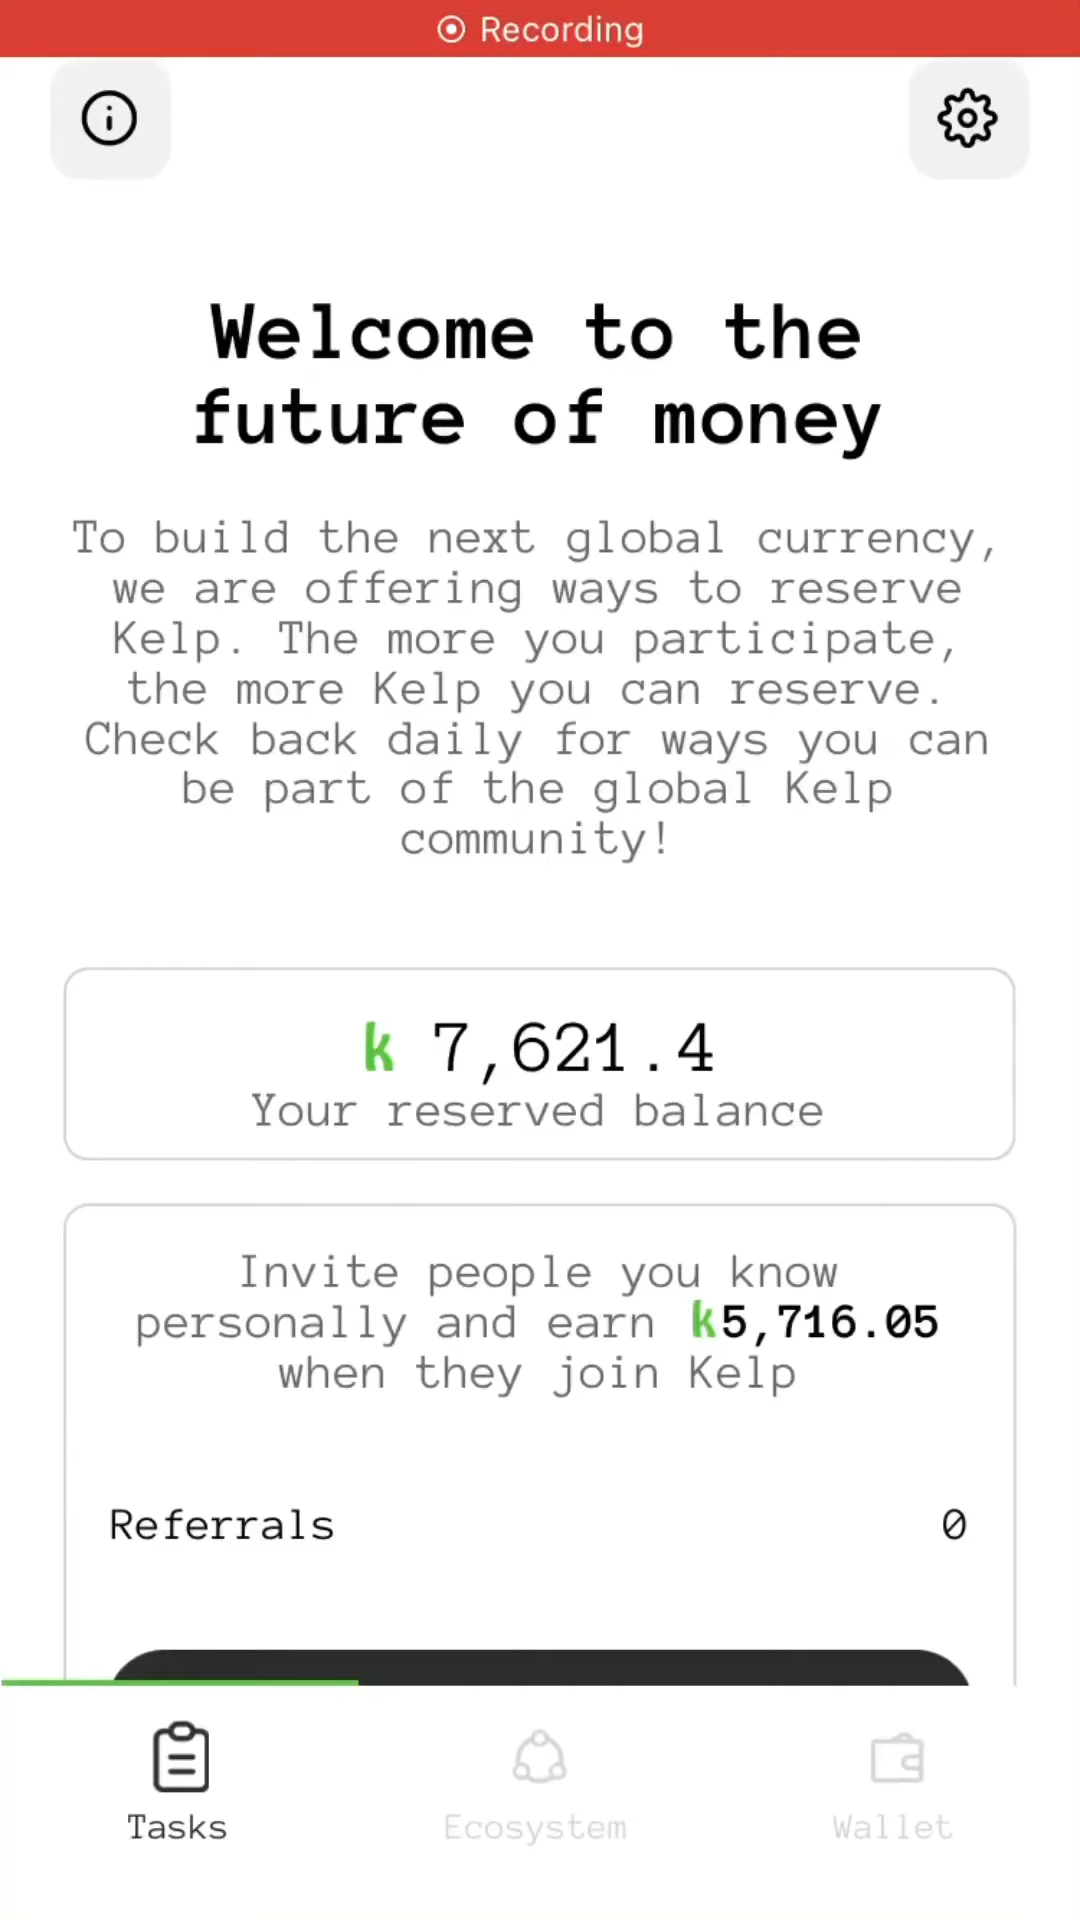 Recording
Welcome to the
future of money
To build the next global currency,
we are offering ways to reserve
Kelp. The more you participate,
the more Kelp you can reserve.
Check back daily for ways you can
be part of the global Kelp
community!
k 7,621.4
Your reserved balance
Invite people you know
personally and earn k5,716.05
when they join Kelp
Referrals 0
Tasks Ecosystem Wallet